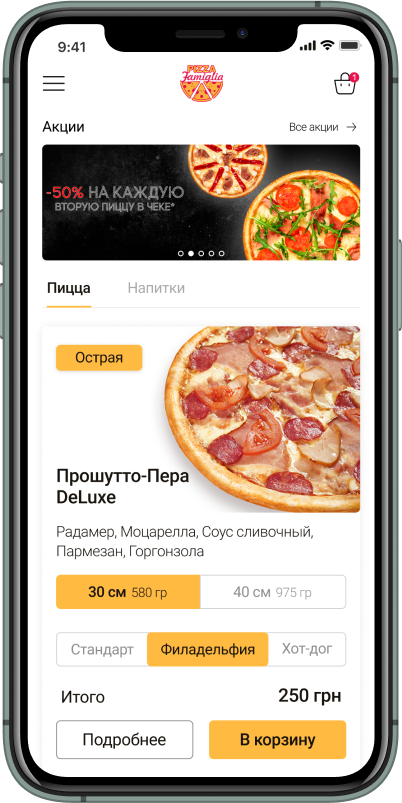 9:41
PIZZA
Famiglia
1
Акции
Все акции
-50% НА КАЖДУЮ
ВТОРУЮ ПИЦЦУ В ЧЕКЕ*
Пицца
Напитки
Острая
Прошутто-Пера
DeLuxe
Радамер, Моцарелла, Соус сливочный,
Пармезан, Горгонзола
30 см 580 гр
40 см 975 гр
Стандарт
Филадельфия
Хот-дог
Итого
250 грн
Подробнее
В корзину